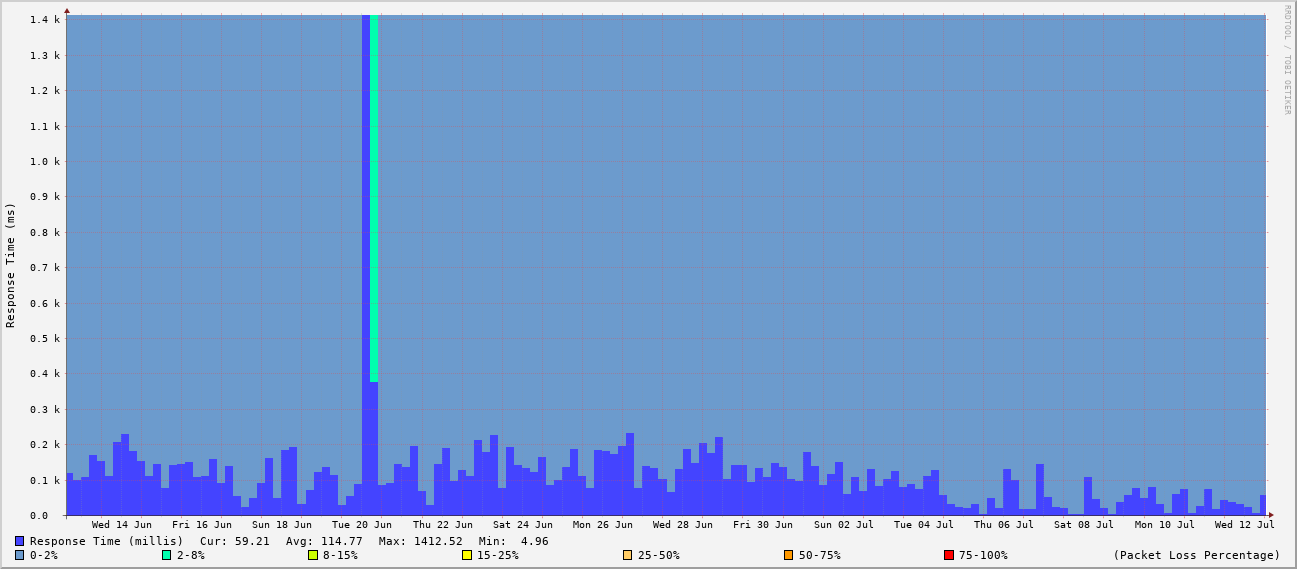 RRDTOOL / TOBI OETIKER
Response Time (ms)
1.4 k
1.3 k
1.2 k
1.1 k
1.0 k
0.9 k
0.8 k
0.7 k
0.6 k
0.5 k
0.4 k
0.3 k
0.2 k
0.1 k
0.0
Wed 14 Jun Fri 16 Jun Sun 18 Jun Tue 20 Jun Thu 22 Jun Sat 24 Jun Mon 26 Jun Wed 28 Jun Fri 30 Jun Sun 02 Jul Tue 04 Jul Thu 06 Jul Sat 08 Jul Mon 10 Jul Wed 12 Jul
Response Time (millis) Cur: 59.21 Avg: 114.77 Max: 1412.52 Min: 4.96
0-2% 2-8% 8-15% 15-25% 25-50% 50-75% 75-100% (Packet Loss Percentage)